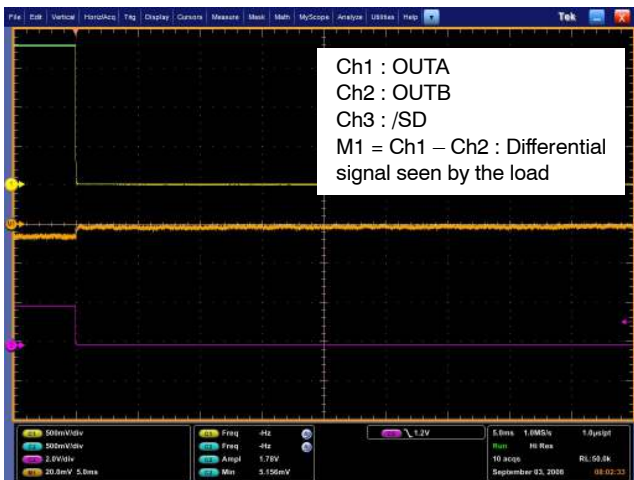 File Edit Vertical Horiz/Acq Trig Display Cursors Measure Mask Math MyScope Analyze Utilities Help Tek
Ch1 : OUTA
Ch2 : OUTB
Ch3 : /SD
M1 = Ch1 – Ch2 : Differential
signal seen by the load
C1 500mV/div
500mV/div
2.0V/div
M1 20.0mV 5.0ms
C1 Freq -Hz
Freq -Hz
Ampl 1.78V
Min 5.156mV
1.2V
5.0ms 1.0MS/s 1.0µs/pt
Run Hi Res
10 acqs RL:50.0k
September 03, 2008 08:02:33